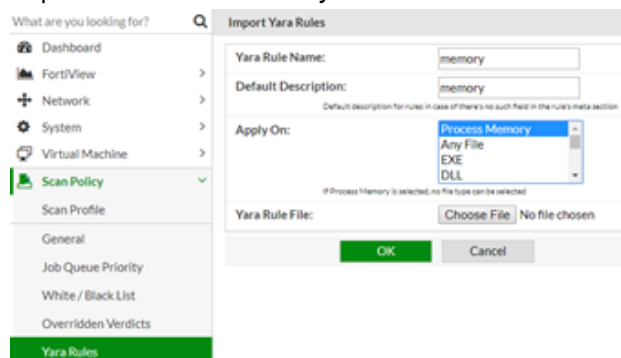 What are you looking for?
Dashboard
FortiView
Network
System
Virtual Machine
Scan Policy
Scan Profile
General
Job Queue Priority
White / Black List
Overridden Verdicts
Yara Rules
Import Yara Rules
Yara Rule Name: memory
Default Description: memory
Default description for rules in case of there's no such field in the rule's meta section
Apply On: Process Memory
Any File
EXE
DLL
If Process Memory is selected, no file type can be selected
Yara Rule File: Choose File No file chosen
OK Cancel